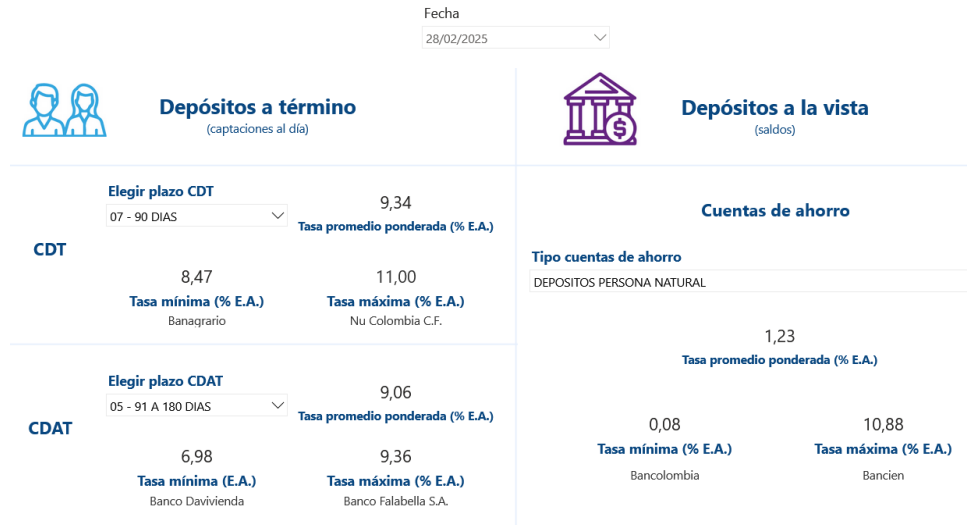 Fecha
28/02/2025
Depósitos a término
(captaciones al día)
Depósitos a la vista
(saldos)
CDT
Elegir plazo CDT
07 - 90 DIAS
9,34
Tasa promedio ponderada (% E.A.)
8,47
Tasa mínima (% E.A.)
Banagrario
11,00
Tasa máxima (% E.A.)
Nu Colombia C.F.
CDAT
Elegir plazo CDAT
05 - 91 A 180 DIAS
9,06
Tasa promedio ponderada (% E.A.)
6,98
Tasa mínima (E.A.)
Banco Davivienda
9,36
Tasa máxima (% E.A.)
Banco Falabella S.A.
Cuentas de ahorro
Tipo cuentas de ahorro
DEPOSITOS PERSONA NATURAL
1,23
Tasa promedio ponderada (% E.A.)
0,08
Tasa mínima (% E.A.)
Bancolombia
10,88
Tasa máxima (% E.A.)
Bancien